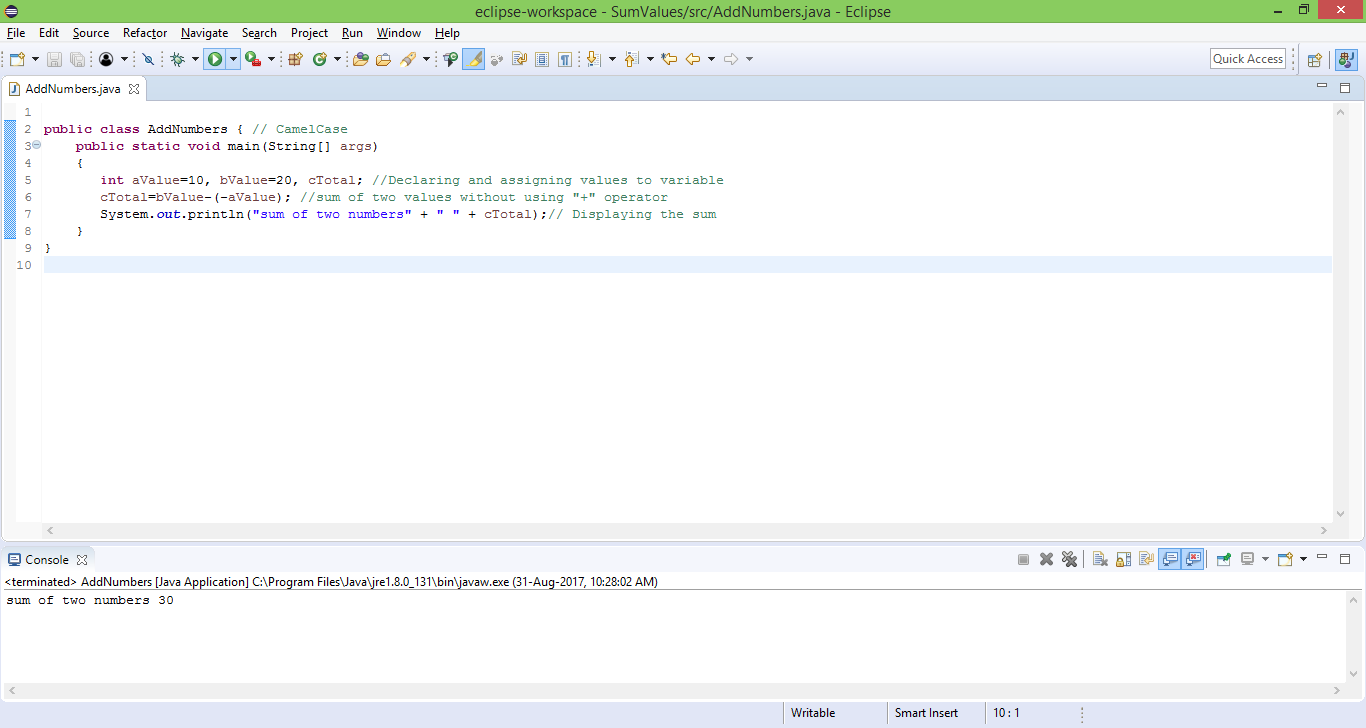 eclipse-workspace - SumValues/src/AddNumbers.java - Eclipse
File Edit Source Refactor Navigate Search Project Run Window Help
Quick Access
AddNumbers.java
1
2 public class AddNumbers { // CamelCase
3 public static void main(String[] args)
4 {
5 int aValue=10, bValue=20, cTotal; //Declaring and assigning values to variable
6 cTotal=bValue-(-aValue); //sum of two values without using "+" operator
7 System.out.println("sum of two numbers" + " " + cTotal);// Displaying the sum
8 }
9 }
10
Console
<terminated> AddNumbers [Java Application] C:\Program Files\Java\jre1.8.0_131\bin\javaw.exe (31-Aug-2017, 10:28:02 AM)
sum of two numbers 30
Writable Smart Insert 10 : 1